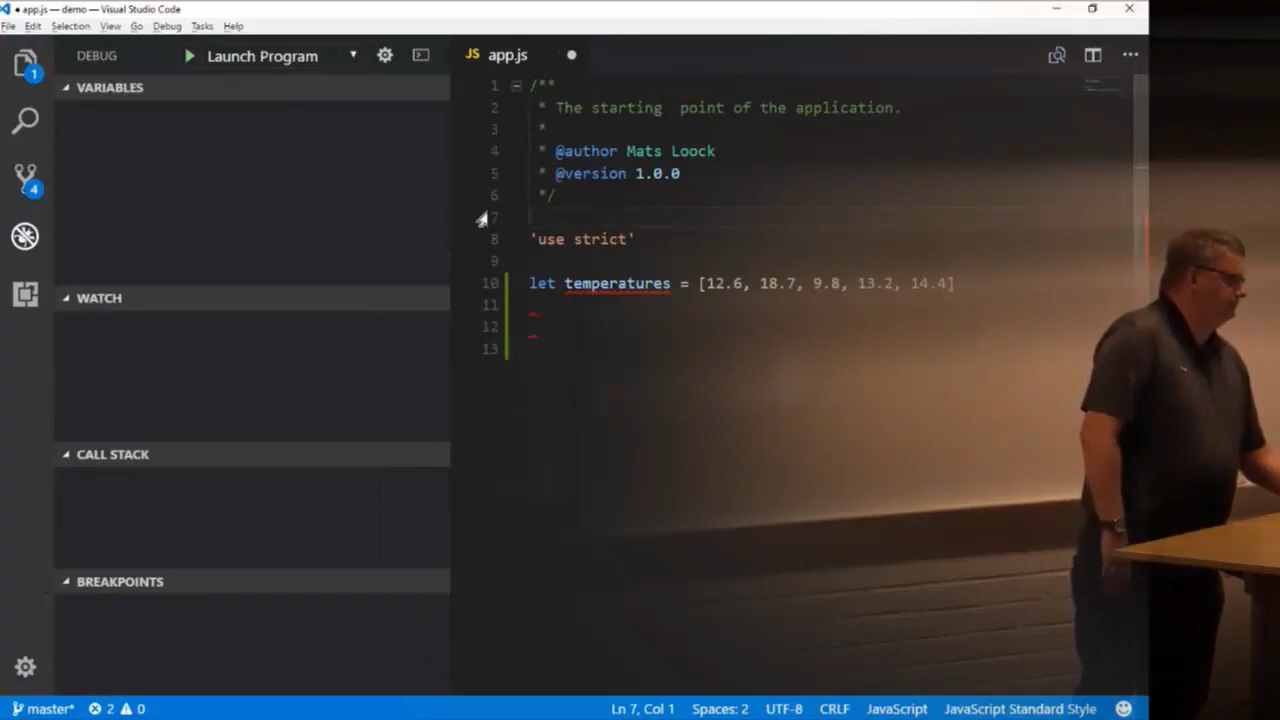 ● app.js — demo — Visual Studio Code
File Edit Selection View Go Debug Tasks Help
DEBUG Launch Program
JS app.js
1
4
VARIABLES
WATCH
CALL STACK
BREAKPOINTS
1 /**
2 * The starting  point of the application.
3 *
4 * @author Mats Loock
5 * @version 1.0.0
6 */
7
8 'use strict'
9
10 let temperatures = [12.6, 18.7, 9.8, 13.2, 14.4]
11
12
13
master* 2 0 Ln 7, Col 1 Spaces: 2 UTF-8 CRLF JavaScript JavaScript Standard Style